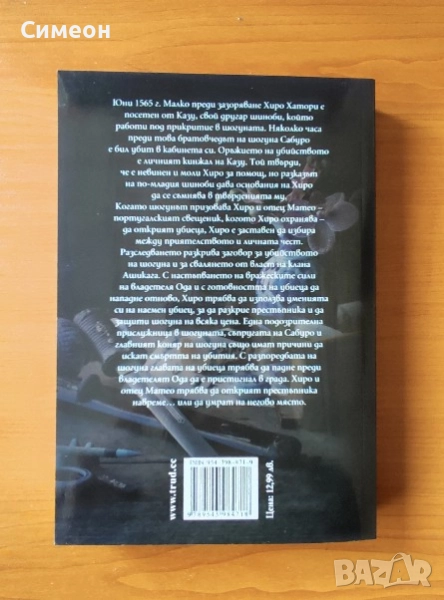 Симеон
Юни 1565 г. Малко преди зазоряване Хиро Хатори е
посетен от Казу, свой другар шиноби, който
работи под прикритие в шогуната. Няколко часа
преди това братовчедът на шогуна Сабуро
е бил убит в кабинета си. Оръжието на убийството
е личният кинжал на Казу. Той твърди,
че е невинен и моли Хиро за помощ, но разказът
на по-младия шиноби дава основания на Хиро
да се съмнява в твърденията му.
Когато шогунът призовава Хиро и отец Матео –
португалският свещеник, когото Хиро охранява –
да открият убиеца, Хиро е заставен да избира
между приятелството и личната чест.
Разследването разкрива заговор за убийството
на шогуна и за свалянето от власт на клана
Ашикага. С настъпването на вражеските сили
на владетеля Ода и с готовността на убиеца да
нападне отново, Хиро трябва да използва уменията
си на наемен убиец, за да разкрие престъпника и да
защити шогуна на всяка цена. Една подозрителна
прислужница в шогуната, съпругата на Сабуро и
главният коняр на шогуна също имат причини да
искат смъртта на убития. С разпоредбата на
шогуна главата на убиеца трябва да падне преди
владетелят Ода да е пристигнал в града. Хиро и
отец Матео трябва да открият престъпника
навреме... или да умрат на негово място.
www.trud.cc
Цена: 12,99 лв.
BAZAR